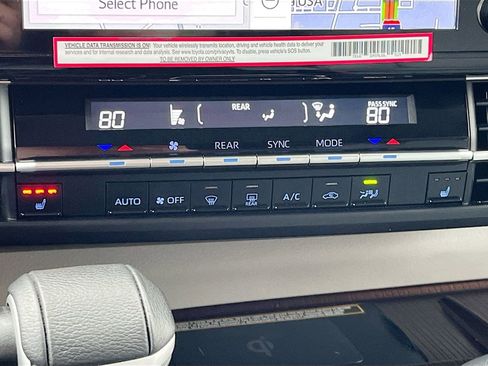 Select Phone
USA
VEHICLE DATA TRANSMISSION IS ON! Your vehicle wirelessly transmits location, driving and vehicle health data to deliver your
services and for internal research and data analysis. See www.toyota.com/privacyvts. To disable, press vehicle's SOS button.
TO BE REMOVED BY OWNER ONLY
80
REAR
PASS SYNC
80
REAR
SYNC
MODE
AUTO
OFF
REAR
A/C